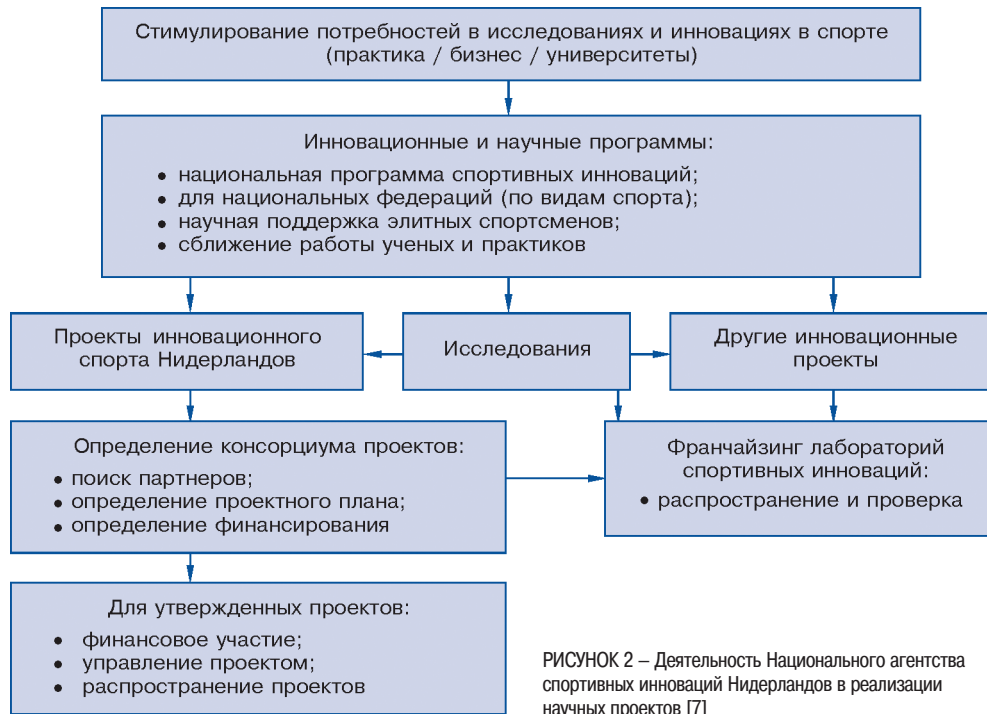 Стимулирование потребностей в исследованиях и инновациях в спорте
(практика / бизнес / университеты)
Инновационные и научные программы:
• национальная программа спортивных инноваций;
• для национальных федераций (по видам спорта);
• научная поддержка элитных спортсменов;
• сближение работы ученых и практиков
Проекты инновационного
спорта Нидерландов
Исследования
Другие инновационные
проекты
Определение консорциума проектов:
• поиск партнеров;
• определение проектного плана;
• определение финансирования
Франчайзинг лабораторий
спортивных инноваций:
• распространение и проверка
Для утвержденных проектов:
• финансовое участие;
• управление проектом;
• распространение проектов
РИСУНОК 2 – Деятельность Национального агентства
спортивных инноваций Нидерландов в реализации
научных проектов [7]